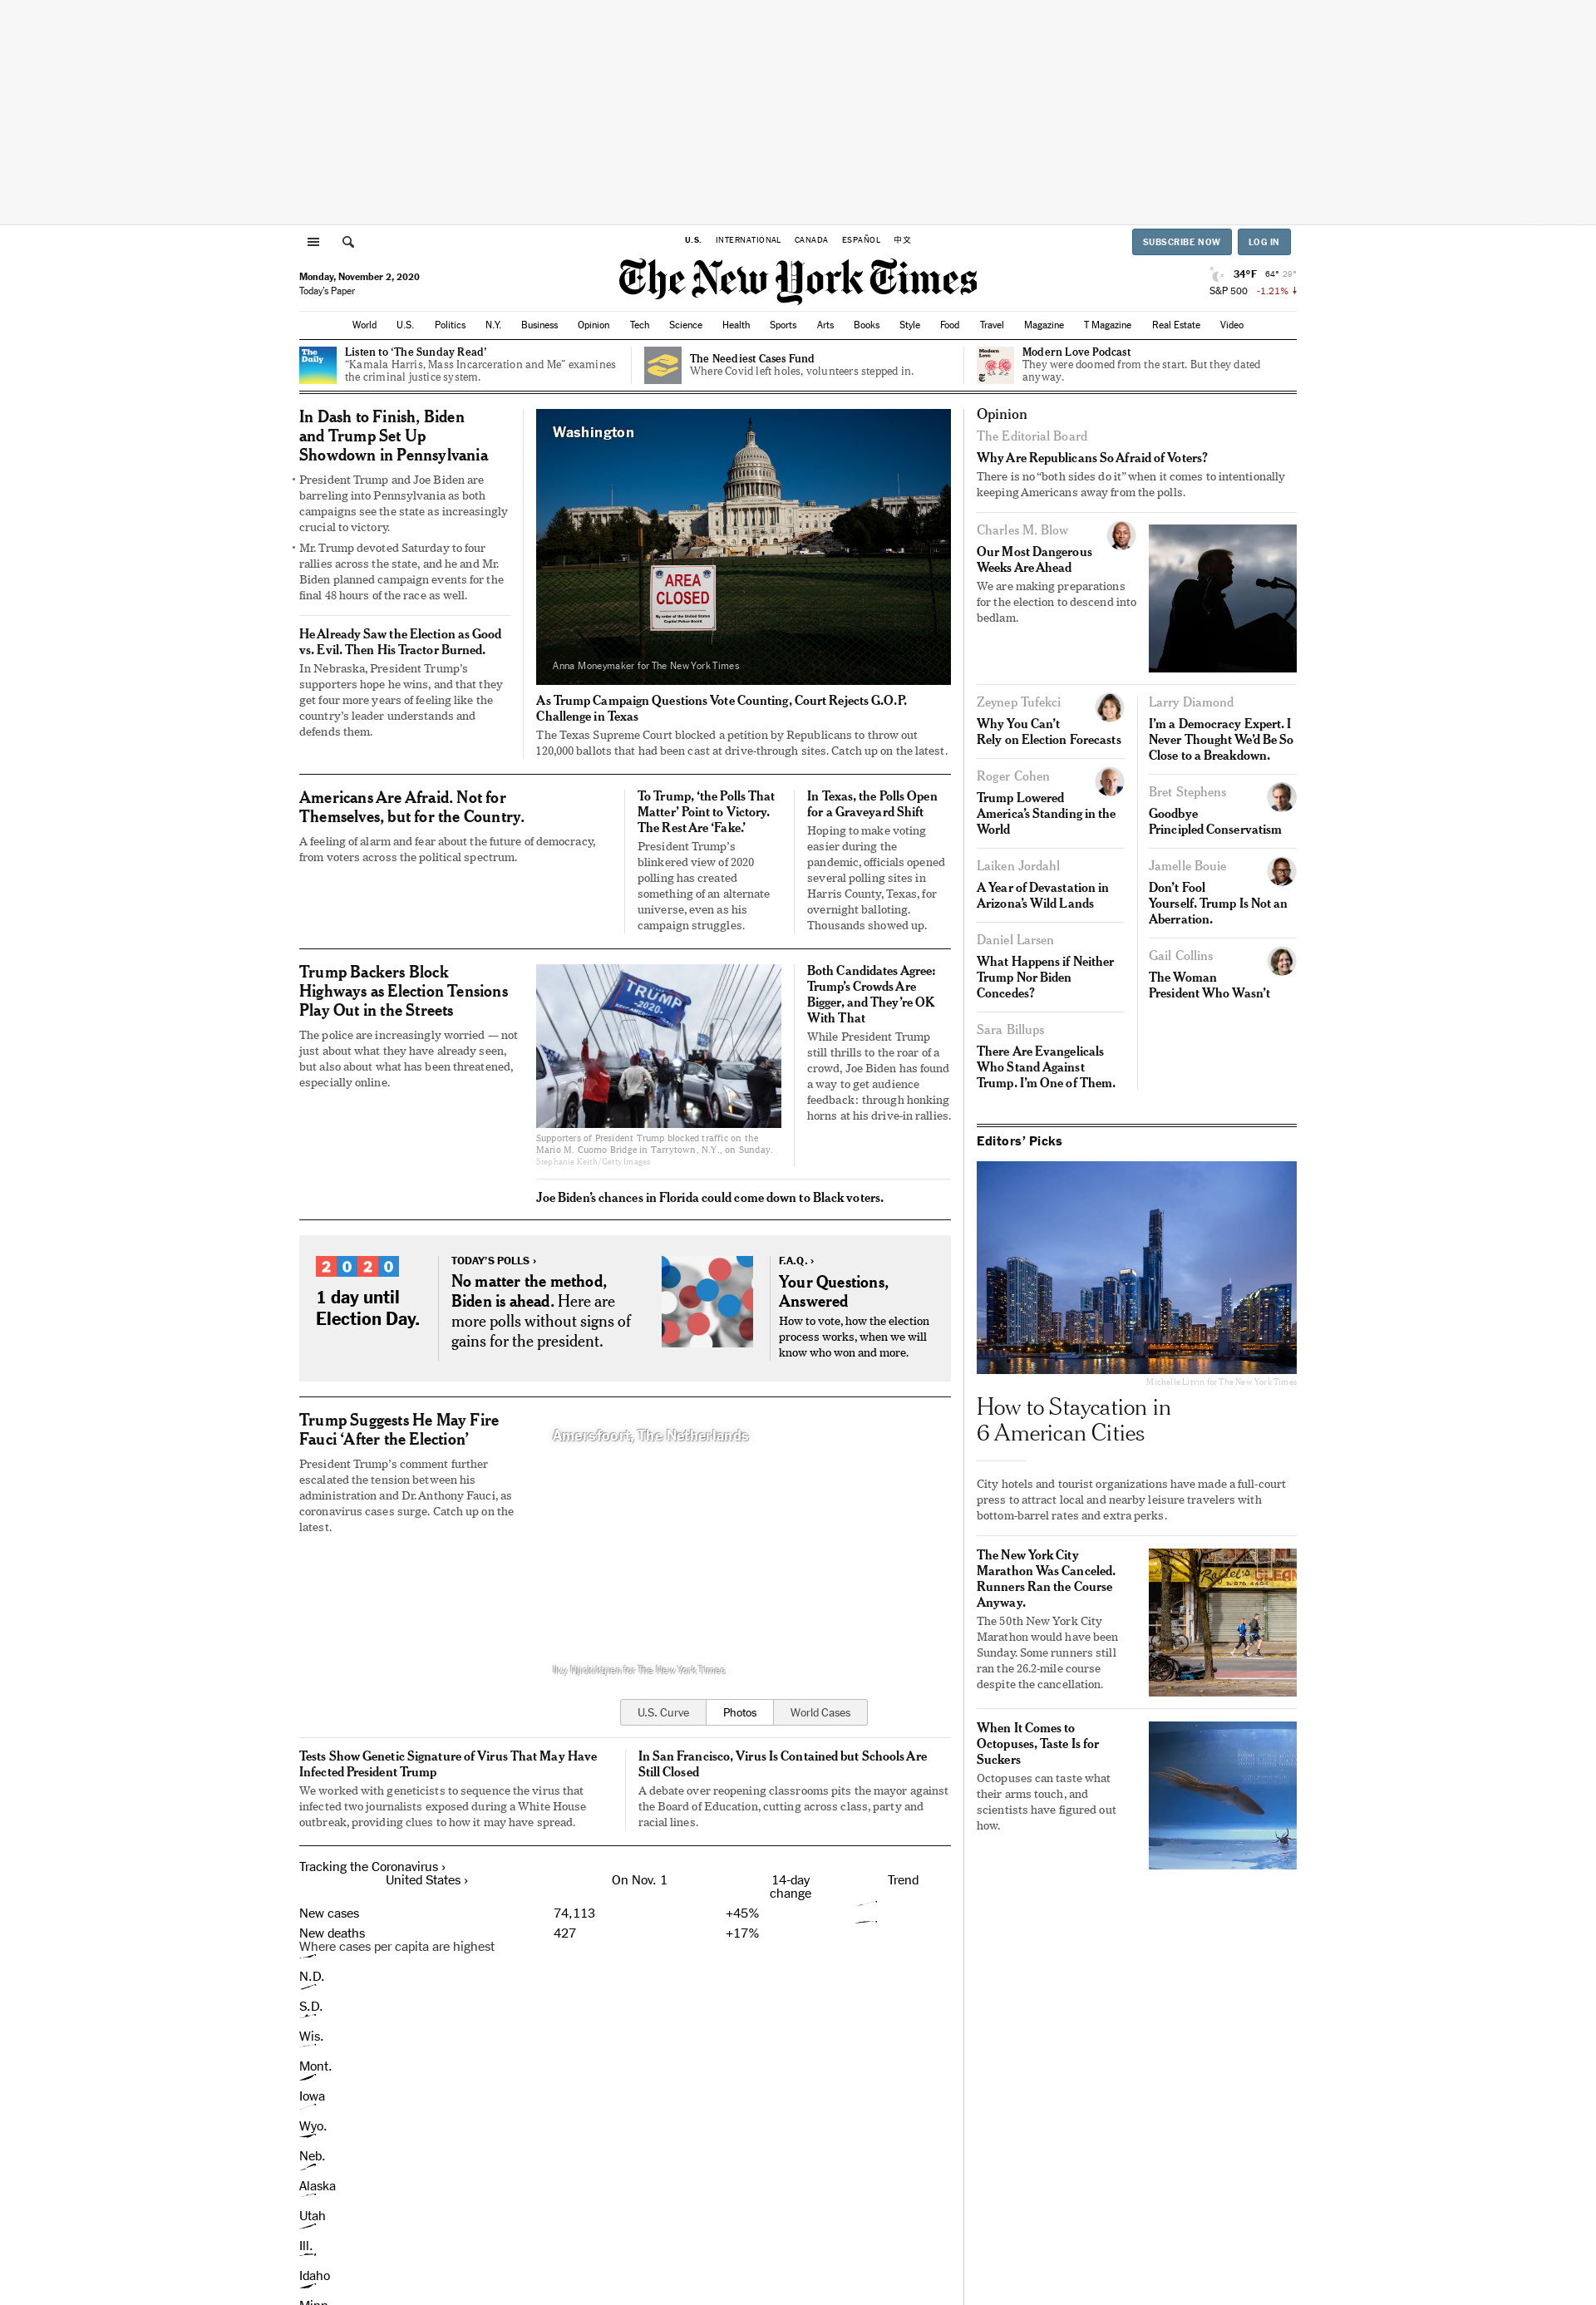 U.S. INTERNATIONAL CANADA ESPAÑOL 中文
SUBSCRIBE NOW LOG IN
Monday, November 2, 2020
Today's Paper
The New York Times
34°F 64° 29°
S&P 500 -1.21%
World U.S. Politics N.Y. Business Opinion Tech Science Health Sports Arts Books Style Food Travel Magazine T Magazine Real Estate Video
The
Daily
Listen to ‘The Sunday Read’
“Kamala Harris, Mass Incarceration and Me” examines
the criminal justice system.
The Neediest Cases Fund
Where Covid left holes, volunteers stepped in.
Modern
Love
Modern Love Podcast
They were doomed from the start. But they dated
anyway.
In Dash to Finish, Biden
and Trump Set Up
Showdown in Pennsylvania
President Trump and Joe Biden are
barreling into Pennsylvania as both
campaigns see the state as increasingly
crucial to victory.
Mr. Trump devoted Saturday to four
rallies across the state, and he and Mr.
Biden planned campaign events for the
final 48 hours of the race as well.
He Already Saw the Election as Good
vs. Evil. Then His Tractor Burned.
In Nebraska, President Trump’s
supporters hope he wins, and that they
get four more years of feeling like the
country’s leader understands and
defends them.
Washington
AREA
CLOSED
By order of the United States
Capitol Police Board
Anna Moneymaker for The New York Times
As Trump Campaign Questions Vote Counting, Court Rejects G.O.P.
Challenge in Texas
The Texas Supreme Court blocked a petition by Republicans to throw out
120,000 ballots that had been cast at drive-through sites. Catch up on the latest.
Americans Are Afraid. Not for
Themselves, but for the Country.
A feeling of alarm and fear about the future of democracy,
from voters across the political spectrum.
To Trump, ‘the Polls That
Matter’ Point to Victory.
The Rest Are ‘Fake.’
President Trump’s
blinkered view of 2020
polling has created
something of an alternate
universe, even as his
campaign struggles.
In Texas, the Polls Open
for a Graveyard Shift
Hoping to make voting
easier during the
pandemic, officials opened
several polling sites in
Harris County, Texas, for
overnight balloting.
Thousands showed up.
Trump Backers Block
Highways as Election Tensions
Play Out in the Streets
The police are increasingly worried — not
just about what they have already seen,
but also about what has been threatened,
especially online.
TRUMP
2020
Supporters of President Trump blocked traffic on the
Mario M. Cuomo Bridge in Tarrytown, N.Y., on Sunday.
Stephanie Keith/Getty Images
Both Candidates Agree:
Trump’s Crowds Are
Bigger, and They’re OK
With That
While President Trump
still thrills to the roar of a
crowd, Joe Biden has found
a way to get audience
feedback: through honking
horns at his drive-in rallies.
Joe Biden’s chances in Florida could come down to Black voters.
2020
1 day until
Election Day.
TODAY’S POLLS ›
No matter the method,
Biden is ahead. Here are
more polls without signs of
gains for the president.
F.A.Q. ›
Your Questions,
Answered
How to vote, how the election
process works, when we will
know who won and more.
Trump Suggests He May Fire
Fauci ‘After the Election’
President Trump’s comment further
escalated the tension between his
administration and Dr. Anthony Fauci, as
coronavirus cases surge. Catch up on the
latest.
Amersfoort, The Netherlands
Ilvy Njiokiktjien for The New York Times
U.S. Curve Photos World Cases
Tests Show Genetic Signature of Virus That May Have
Infected President Trump
We worked with geneticists to sequence the virus that
infected two journalists exposed during a White House
outbreak, providing clues to how it may have spread.
In San Francisco, Virus Is Contained but Schools Are
Still Closed
A debate over reopening classrooms pits the mayor against
the Board of Education, cutting across class, party and
racial lines.
Tracking the Coronavirus ›
United States › On Nov. 1 14-day
change Trend
New cases 74,113 +45%
New deaths 427 +17%
Where cases per capita are highest
N.D.
S.D.
Wis.
Mont.
Iowa
Wyo.
Neb.
Alaska
Utah
Ill.
Idaho
Minn.
Opinion
The Editorial Board
Why Are Republicans So Afraid of Voters?
There is no “both sides do it” when it comes to intentionally
keeping Americans away from the polls.
Charles M. Blow
Our Most Dangerous
Weeks Are Ahead
We are making preparations
for the election to descend into
bedlam.
Zeynep Tufekci
Why You Can’t
Rely on Election Forecasts
Roger Cohen
Trump Lowered
America’s Standing in the
World
Laiken Jordahl
A Year of Devastation in
Arizona’s Wild Lands
Daniel Larsen
What Happens if Neither
Trump Nor Biden
Concedes?
Sara Billups
There Are Evangelicals
Who Stand Against
Trump. I’m One of Them.
Larry Diamond
I’m a Democracy Expert. I
Never Thought We’d Be So
Close to a Breakdown.
Bret Stephens
Goodbye
Principled Conservatism
Jamelle Bouie
Don’t Fool
Yourself. Trump Is Not an
Aberration.
Gail Collins
The Woman
President Who Wasn’t
Editors’ Picks
Michelle Litvin for The New York Times
How to Staycation in
6 American Cities
City hotels and tourist organizations have made a full-court
press to attract local and nearby leisure travelers with
bottom-barrel rates and extra perks.
The New York City
Marathon Was Canceled.
Runners Ran the Course
Anyway.
The 50th New York City
Marathon would have been
Sunday. Some runners still
ran the 26.2-mile course
despite the cancellation.
When It Comes to
Octopuses, Taste Is for
Suckers
Octopuses can taste what
their arms touch, and
scientists have figured out
how.